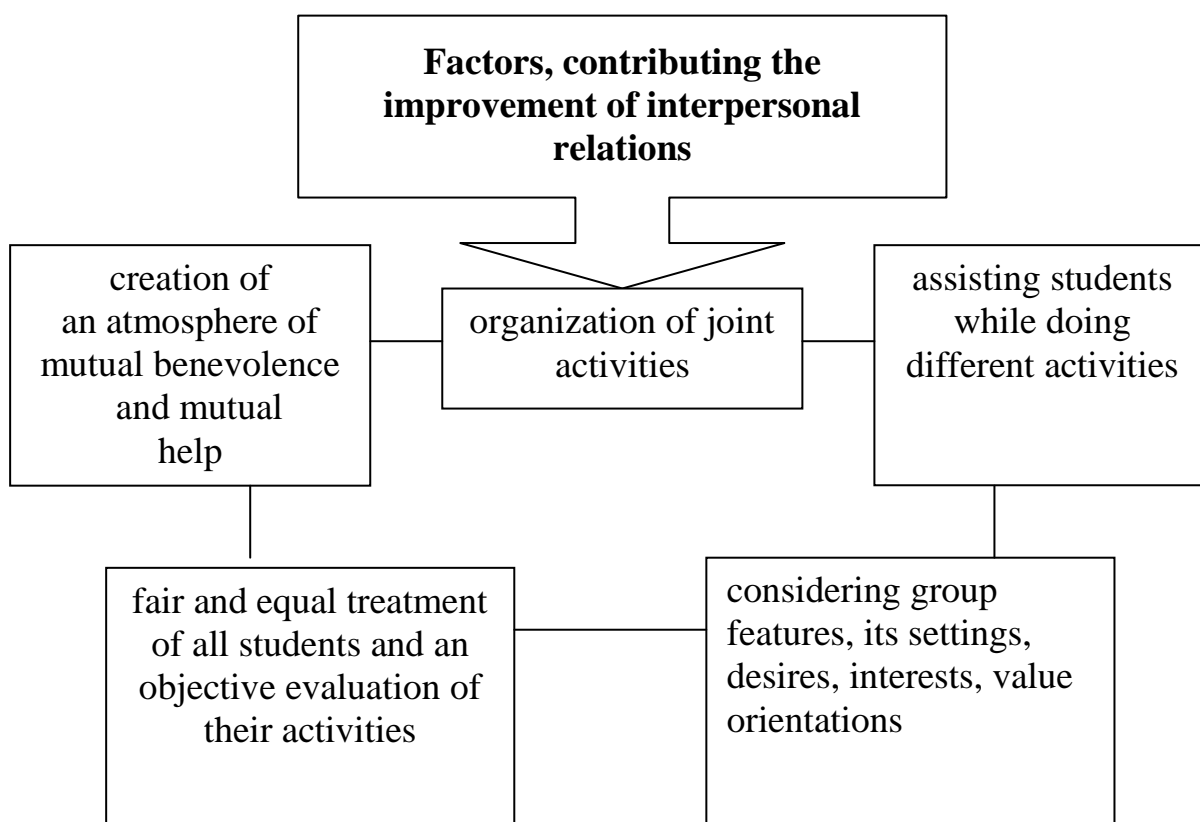 Factors, contributing the
improvement of interpersonal
relations
creation of
an atmosphere of
mutual benevolence
and mutual
help
organization of joint
activities
assisting students
while doing
different activities
fair and equal treatment
of all students and an
objective evaluation of
their activities
considering group
features, its settings,
desires, interests, value
orientations